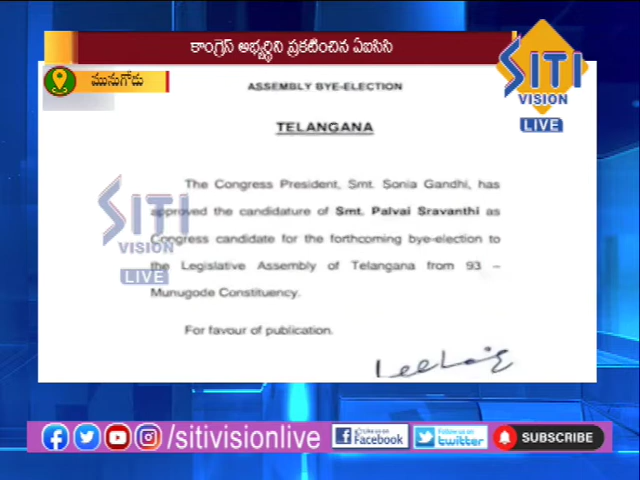 కాంగ్రెస్ అభ్యర్థిని ప్రకటించిన ఏఐసిసి
SITI
VISION
LIVE
మునుగోడు
ASSEMBLY BYE-ELECTION
TELANGANA
The Congress President, Smt. Sonia Gandhi, has
approved the candidature of Smt. Palvai Sravanthi as
Congress candidate for the forthcoming bye-election to
the Legislative Assembly of Telangana from 93 –
Munugode Constituency.
For favour of publication.
SITI
VISION
LIVE
/sitivisionlive
Like us on
Facebook
Follow us on
twitter
SUBSCRIBE